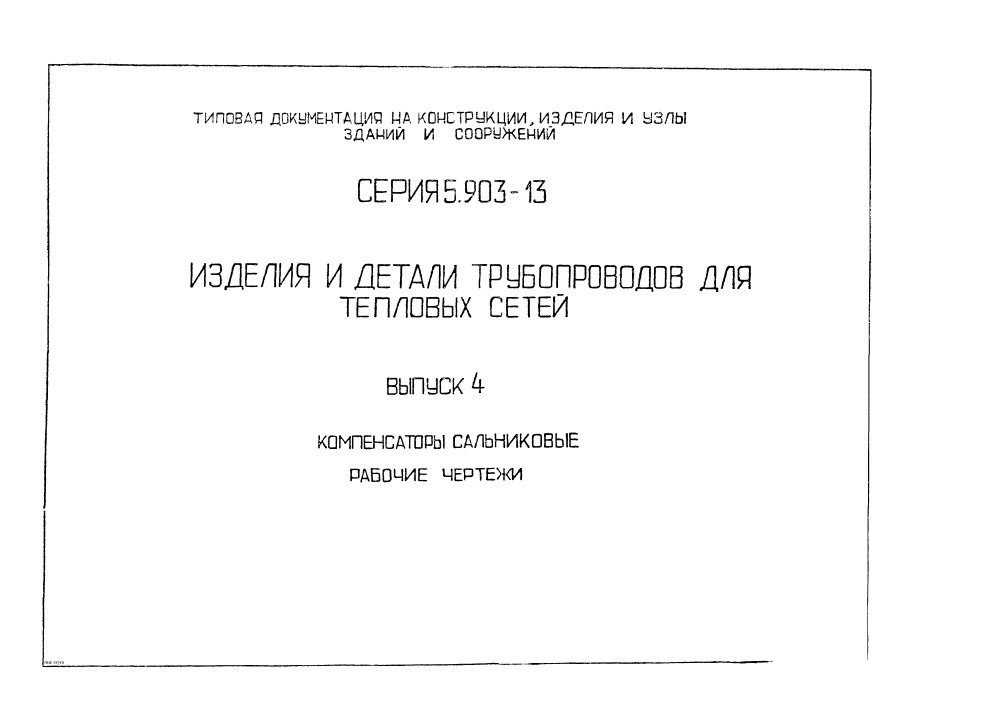 ТИПОВАЯ ДОКУМЕНТАЦИЯ НА КОНСТРУКЦИИ, ИЗДЕЛИЯ И УЗЛЫ
ЗДАНИЙ И СООРУЖЕНИЙ
СЕРИЯ 5.903-13
ИЗДЕЛИЯ И ДЕТАЛИ ТРУБОПРОВОДОВ ДЛЯ
ТЕПЛОВЫХ СЕТЕЙ
ВЫПУСК 4
КОМПЕНСАТОРЫ САЛЬНИКОВЫЕ
РАБОЧИЕ ЧЕРТЕЖИ